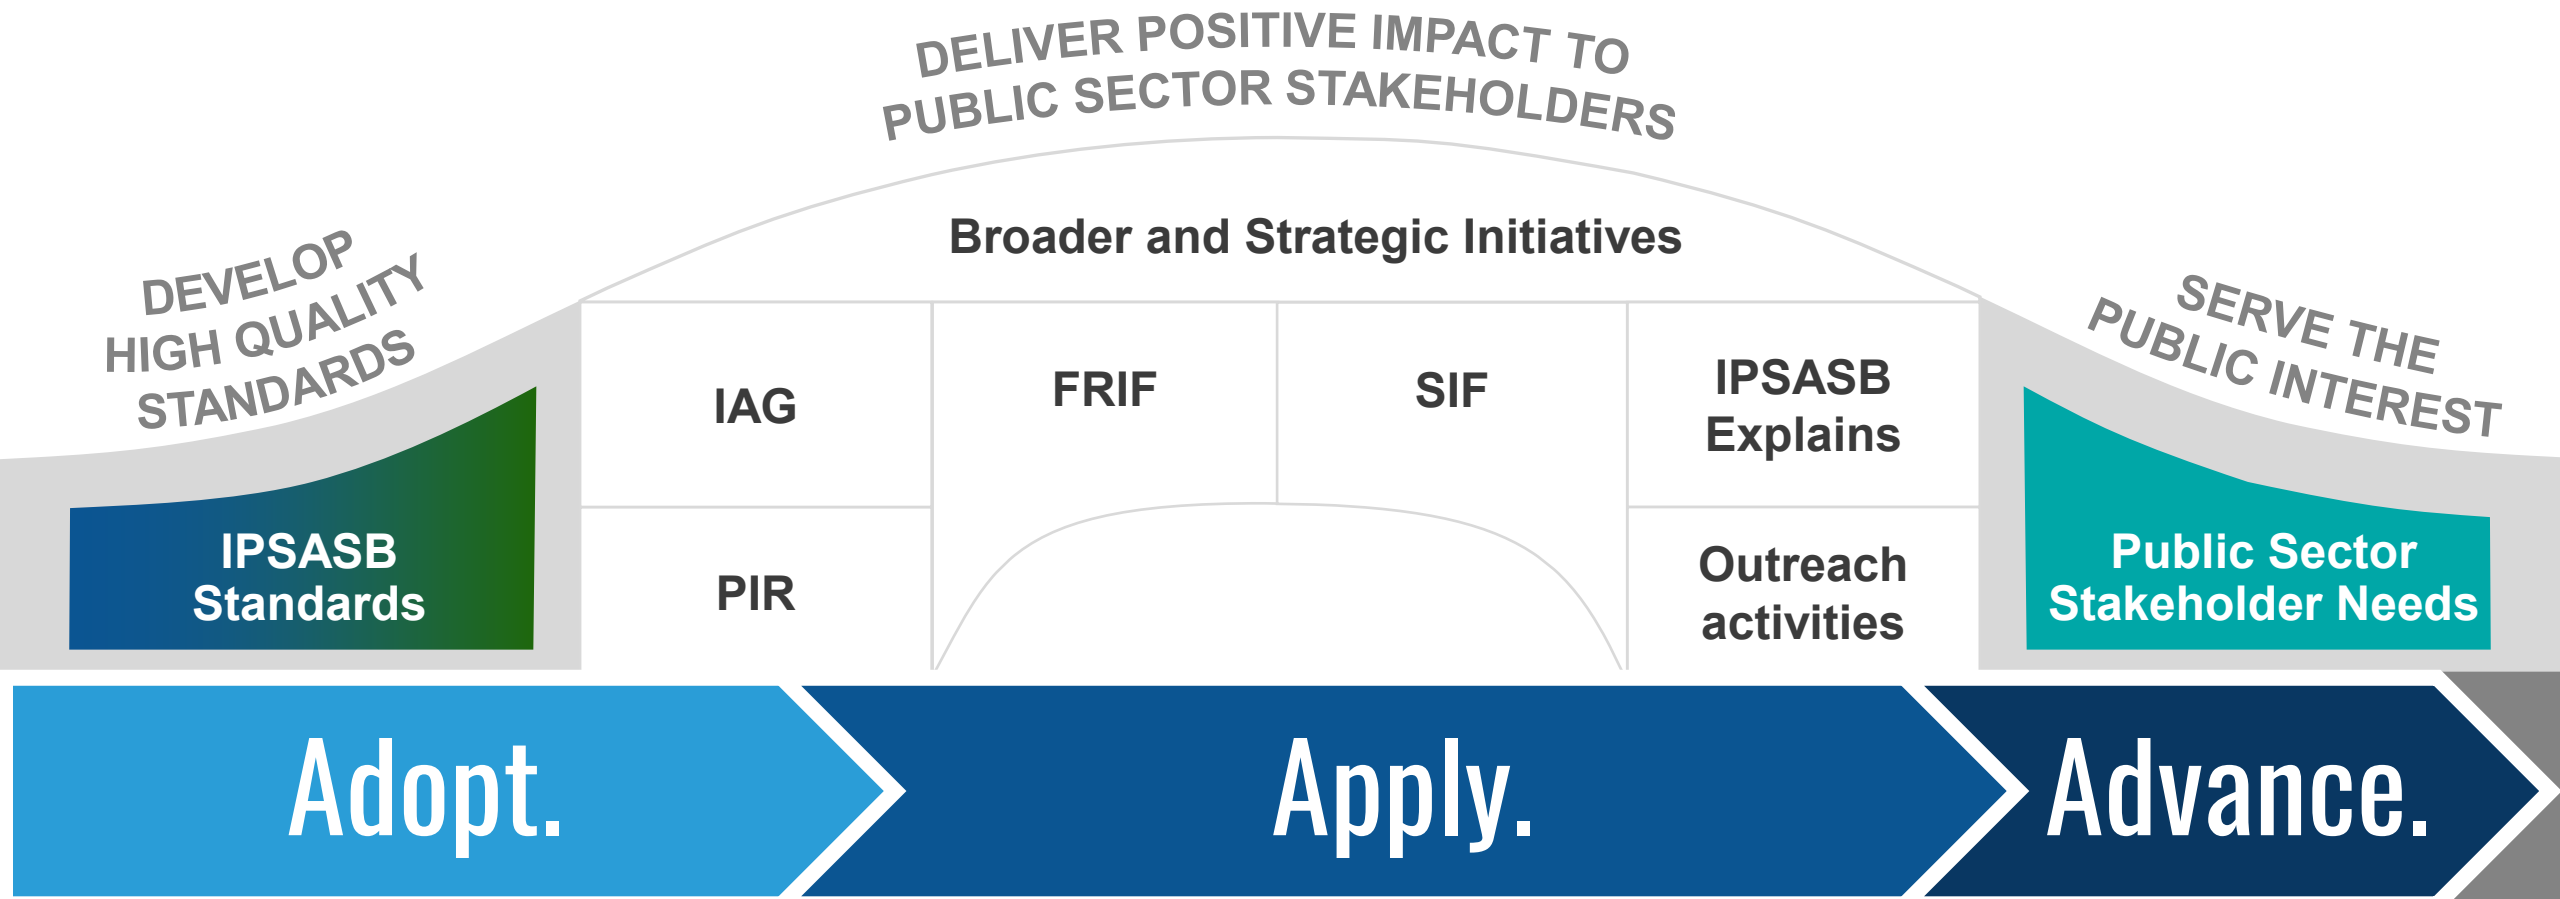 DELIVER POSITIVE IMPACT TO
PUBLIC SECTOR STAKEHOLDERS
DEVELOP
HIGH QUALITY
STANDARDS
Broader and Strategic Initiatives
SERVE THE
PUBLIC INTEREST
IAG
FRIF
SIF
IPSASB
Explains
IPSASB
Standards
PIR
Outreach
activities
Public Sector
Stakeholder Needs
Adopt.
Apply.
Advance.